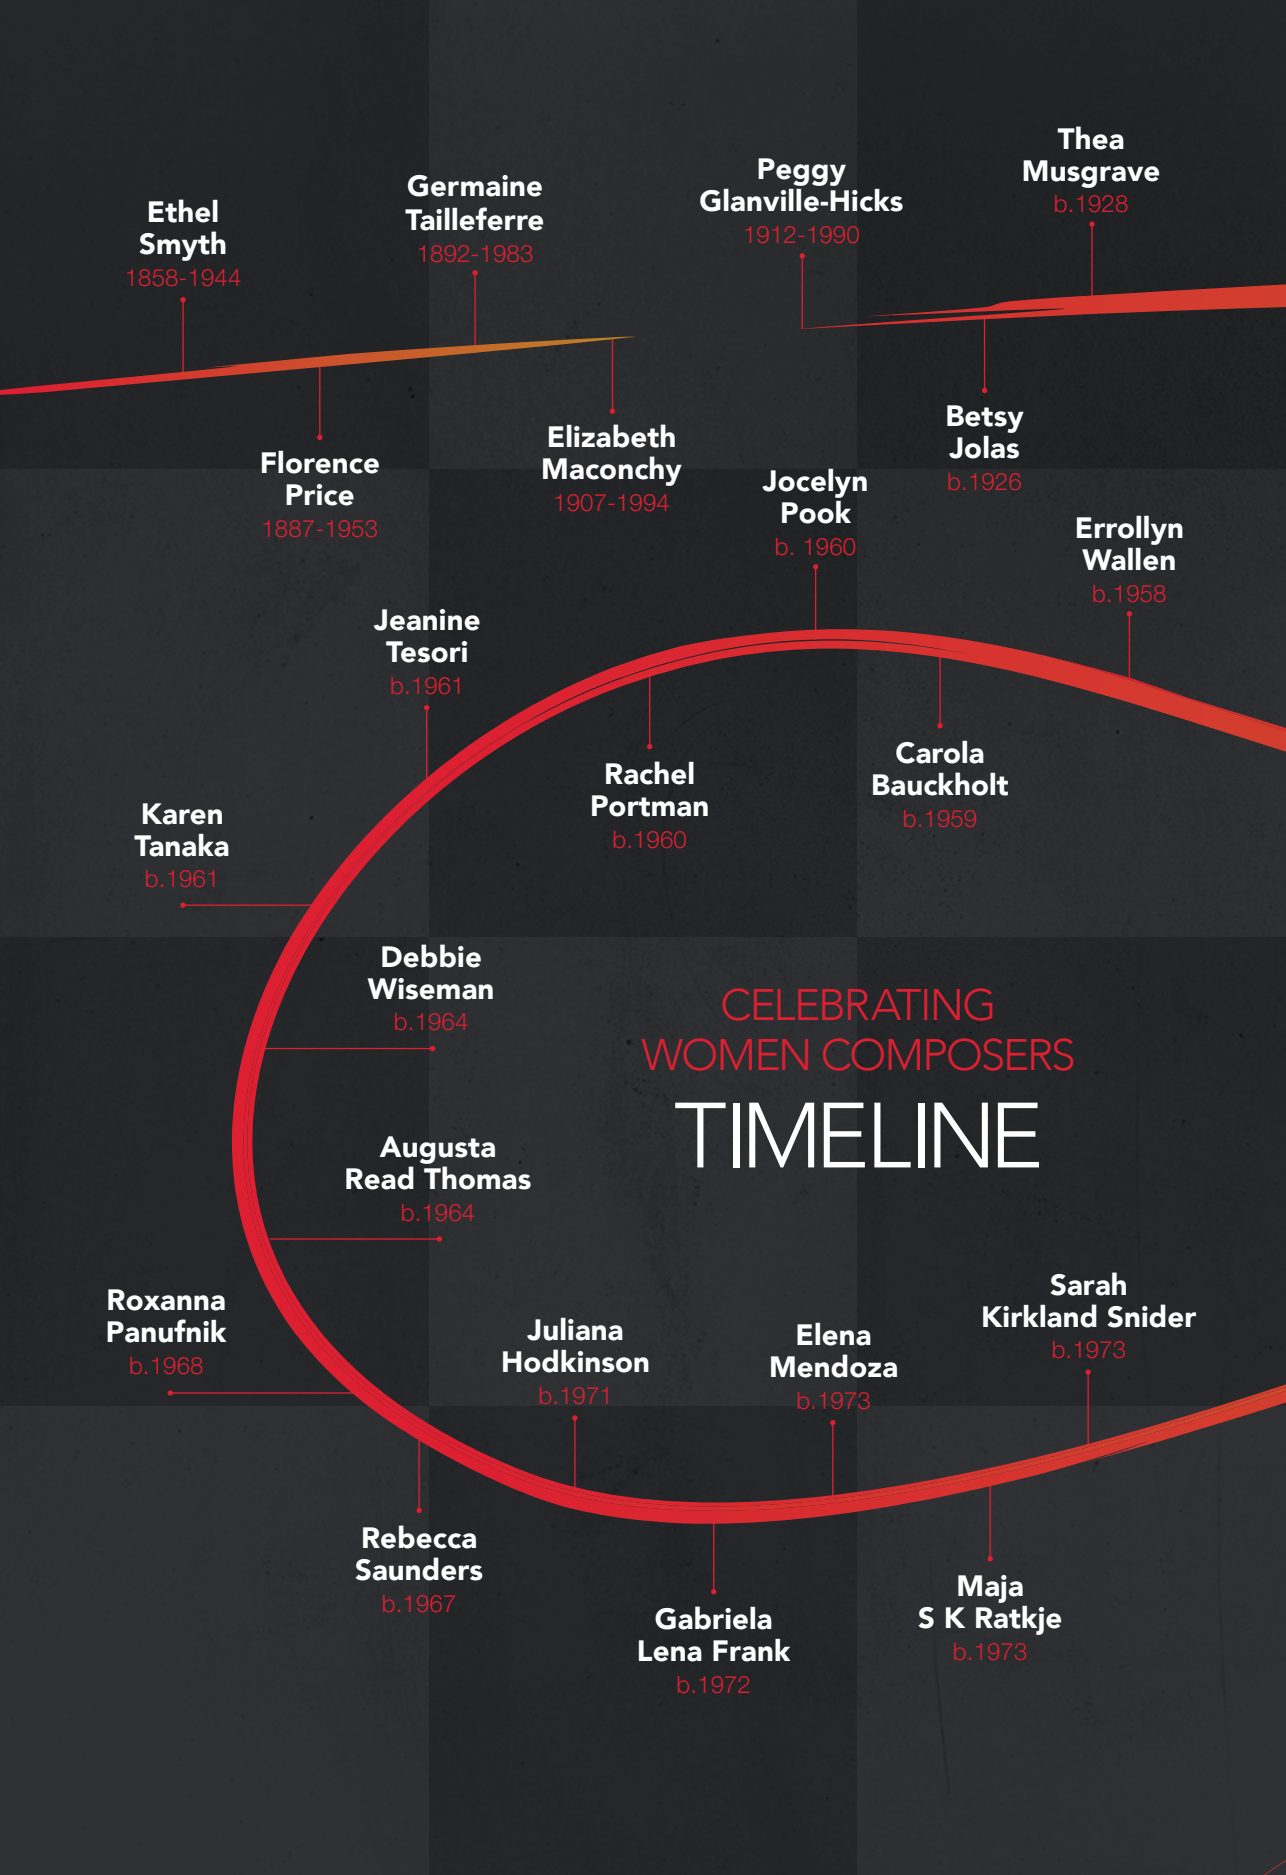 Ethel
Smyth
1858-1944
Florence
Price
1887-1953
Germaine
Tailleferre
1892-1983
Elizabeth
Maconchy
1907-1994
Peggy
Glanville-Hicks
1912-1990
Betsy
Jolas
b.1926
Thea
Musgrave
b.1928
Errollyn
Wallen
b.1958
Carola
Bauckholt
b.1959
Jocelyn
Pook
b. 1960
Rachel
Portman
b.1960
Jeanine
Tesori
b.1961
Karen
Tanaka
b.1961
Debbie
Wiseman
b.1964
CELEBRATING
WOMEN COMPOSERS
TIMELINE
Augusta
Read Thomas
b.1964
Roxanna
Panufnik
b.1968
Rebecca
Saunders
b.1967
Juliana
Hodkinson
b.1971
Gabriela
Lena Frank
b.1972
Elena
Mendoza
b.1973
Maja
S K Ratkje
b.1973
Sarah
Kirkland Snider
b.1973